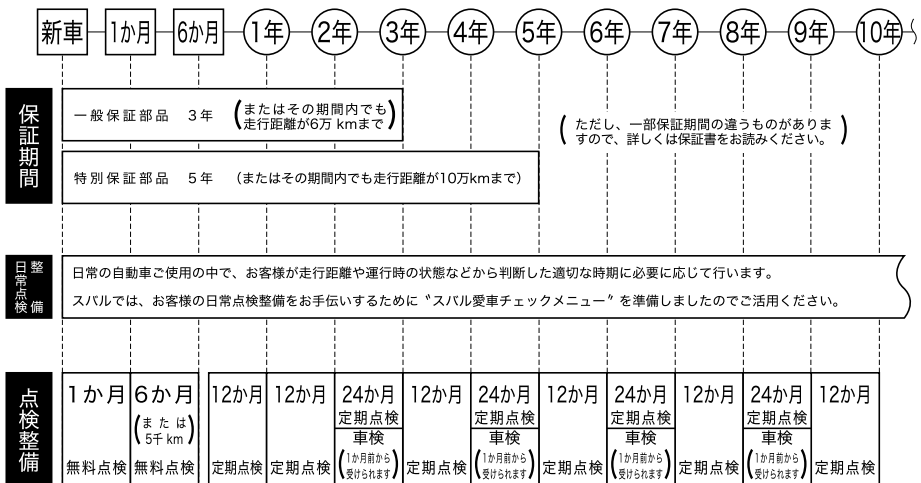 新車 1か月 6か月 1年 2年 3年 4年 5年 6年 7年 8年 9年 10年
保証期間
一般保証部品 3年 (またはその期間内でも
走行距離が6万 kmまで)
(ただし、一部保証期間の違うものがありま
すので、詳しくは保証書をお読みください。)
特別保証部品 5年 (またはその期間内でも走行距離が10万kmまで)
日常点検
整備
日常の自動車ご使用の中で、お客様が走行距離や運行時の状態などから判断した適切な時期に必要に応じて行います。
スバルでは、お客様の日常点検整備をお手伝いするために〝スバル愛車チェックメニュー〞を準備しましたのでご活用ください。
点検整備
1か月
無料点検
6か月
(または
5千km)
無料点検
12か月
定期点検
12か月
定期点検
24か月
定期点検
車検
(1か月前から
受けられます)
12か月
定期点検
24か月
定期点検
車検
(1か月前から
受けられます)
12か月
定期点検
24か月
定期点検
車検
(1か月前から
受けられます)
12か月
定期点検
24か月
定期点検
車検
(1か月前から
受けられます)
12か月
定期点検